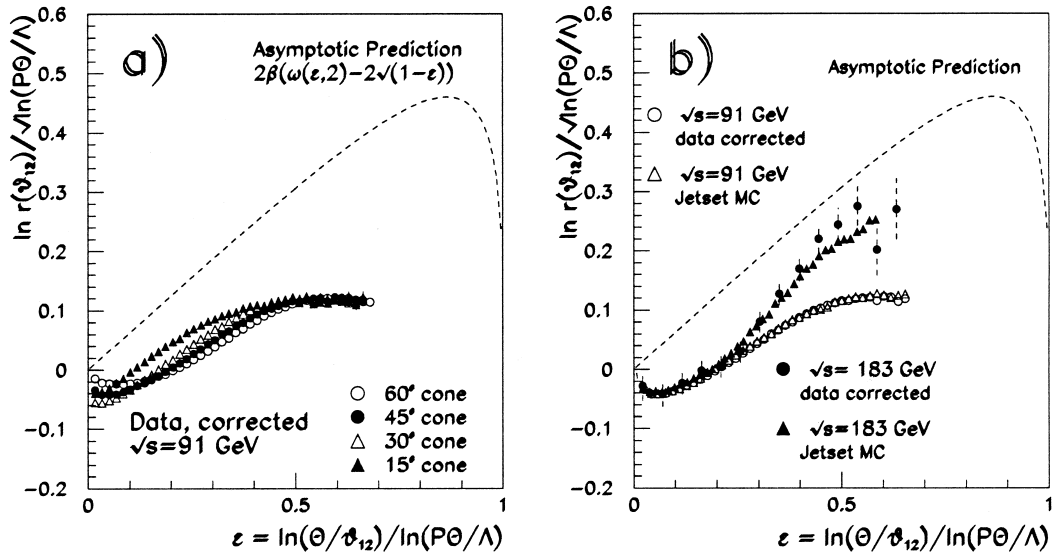 a)
Asymptotic Prediction
2β(ω(ε,2)−2√(1−ε))
ln r(ϑ₁₂)/√ln(PΘ/Λ)
0.6
0.5
0.4
0.3
0.2
0.1
0
-0.1
-0.2
60° cone
45° cone
30° cone
15° cone
Data, corrected
√s=91 GeV
0
0.5
1
ε = ln(Θ/ϑ₁₂)/ln(PΘ/Λ)
b)
Asymptotic Prediction
ln r(ϑ₁₂)/√ln(PΘ/Λ)
0.6
0.5
0.4
0.3
0.2
0.1
0
-0.1
-0.2
√s=91 GeV
data corrected
√s=91 GeV
Jetset MC
√s= 183 GeV
data corrected
√s=183 GeV
Jetset MC
0
0.5
1
ε = ln(Θ/ϑ₁₂)/ln(PΘ/Λ)